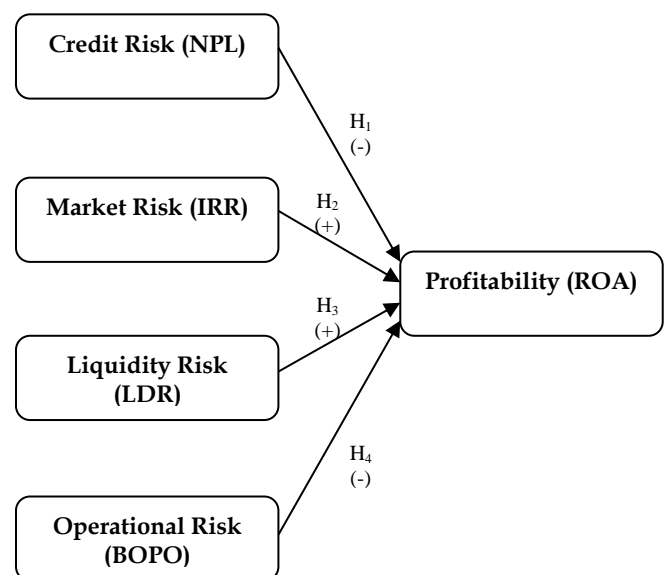 Credit Risk (NPL)
H₁
(-)
Market Risk (IRR)
H₂
(+)
Profitability (ROA)
H₃
(+)
Liquidity Risk
(LDR)
H₄
(-)
Operational Risk
(BOPO)